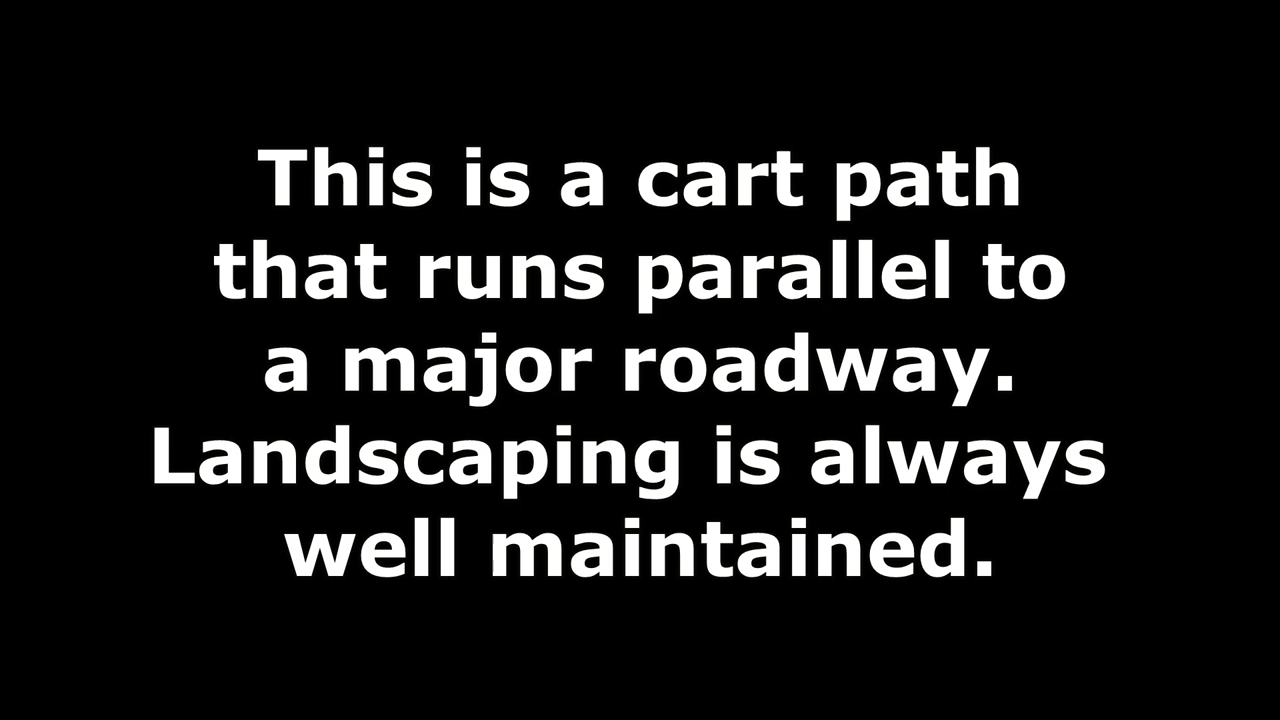 This is a cart path
that runs parallel to
a major roadway.
Landscaping is always
well maintained.